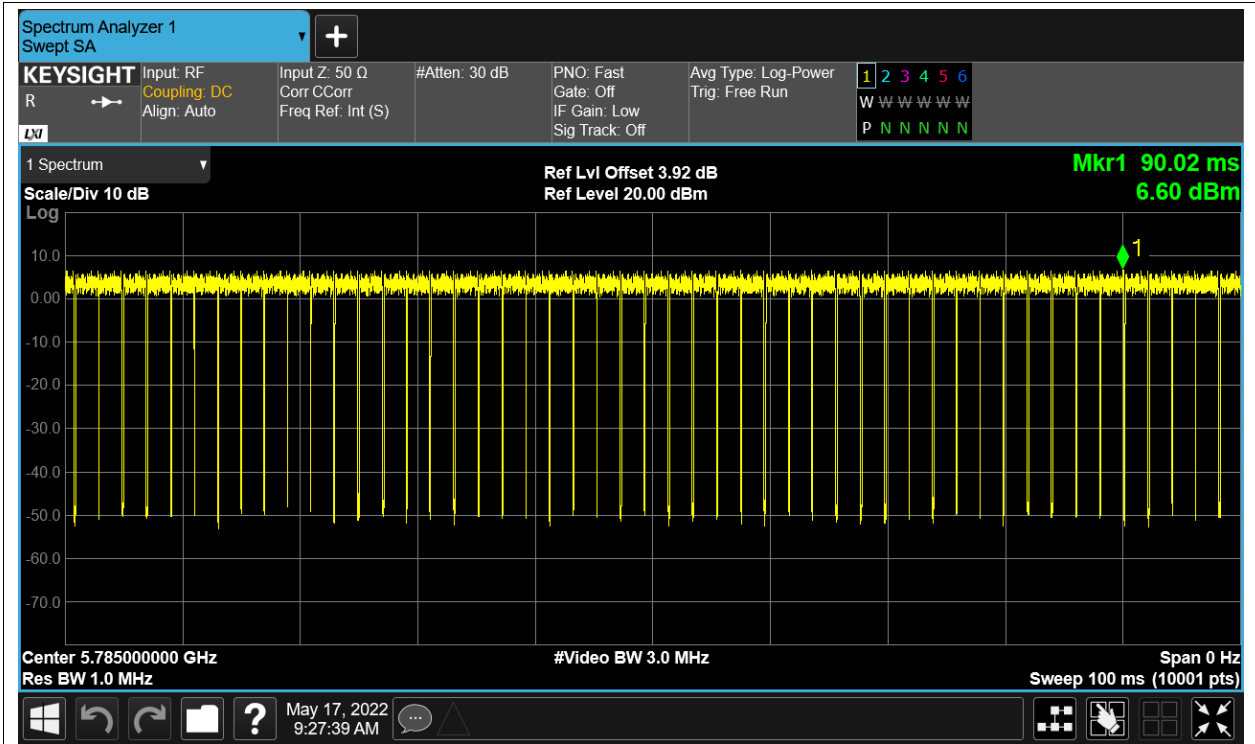 Spectrum Analyzer 1
Swept SA
KEYSIGHT
R
LXI
Input: RF
Coupling: DC
Align: Auto
Input Z: 50 Ω
Corr CCorr
Freq Ref: Int (S)
#Atten: 30 dB
PNO: Fast
Gate: Off
IF Gain: Low
Sig Track: Off
Avg Type: Log-Power
Trig: Free Run
1 2 3 4 5 6
W W W W W W
P N N N N N
1 Spectrum
Scale/Div 10 dB
Ref Lvl Offset 3.92 dB
Ref Level 20.00 dBm
Mkr1 90.02 ms
6.60 dBm
Log
10.0
0.00
-10.0
-20.0
-30.0
-40.0
-50.0
-60.0
-70.0
1
Center 5.785000000 GHz
Res BW 1.0 MHz
#Video BW 3.0 MHz
Span 0 Hz
Sweep 100 ms (10001 pts)
?
May 17, 2022
9:27:39 AM